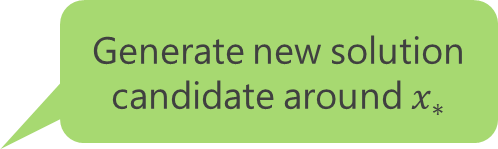 Generate new solution
candidate around 𝑥*